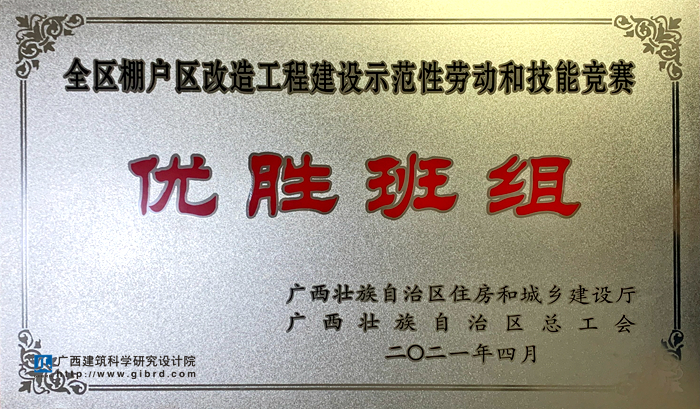 全区棚户区改造工程建设示范性劳动和技能竞赛
优胜班组
广西壮族自治区住房和城乡建设厅
广西壮族自治区总工会
二〇二一年四月
广西建筑科学研究设计院
http://www.gibrd.com